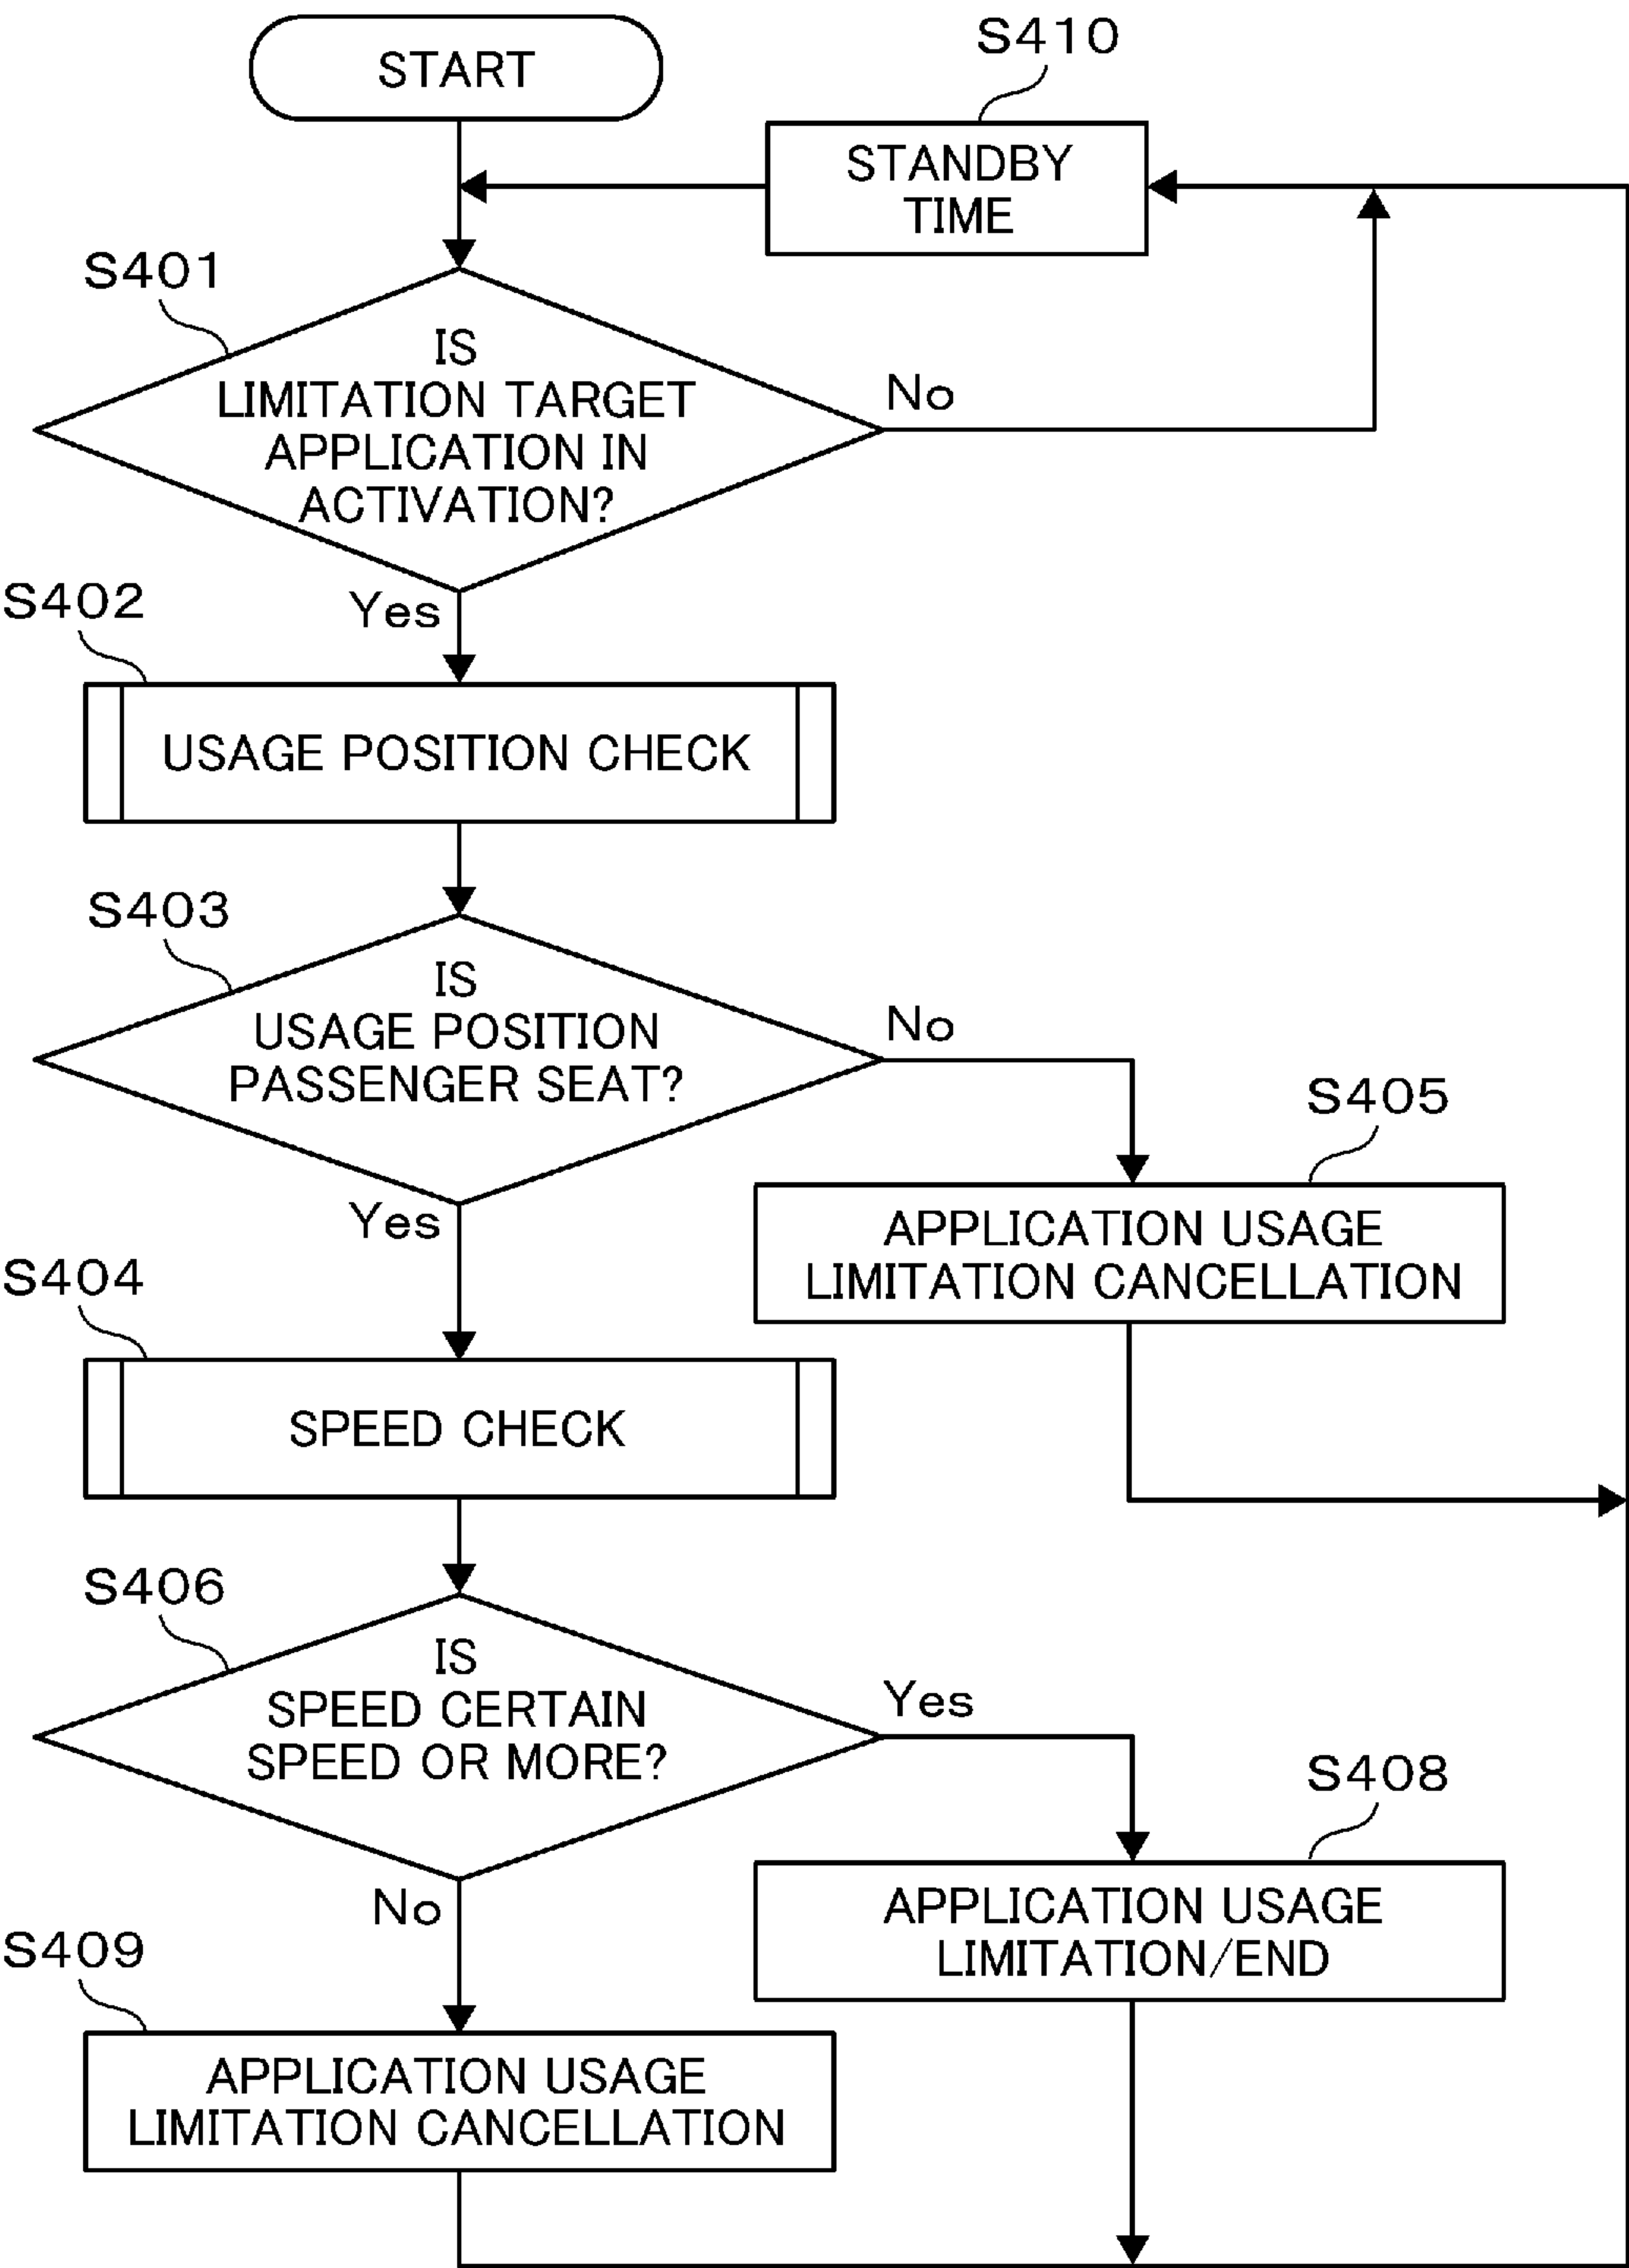 START
S410
STANDBY
TIME
S401
IS
LIMITATION TARGET
APPLICATION IN
ACTIVATION?
No
Yes
S402
USAGE POSITION CHECK
S403
IS
USAGE POSITION
PASSENGER SEAT?
No
Yes
S405
APPLICATION USAGE
LIMITATION CANCELLATION
S404
SPEED CHECK
S406
IS
SPEED CERTAIN
SPEED OR MORE?
Yes
No
S408
APPLICATION USAGE
LIMITATION/END
S409
APPLICATION USAGE
LIMITATION CANCELLATION